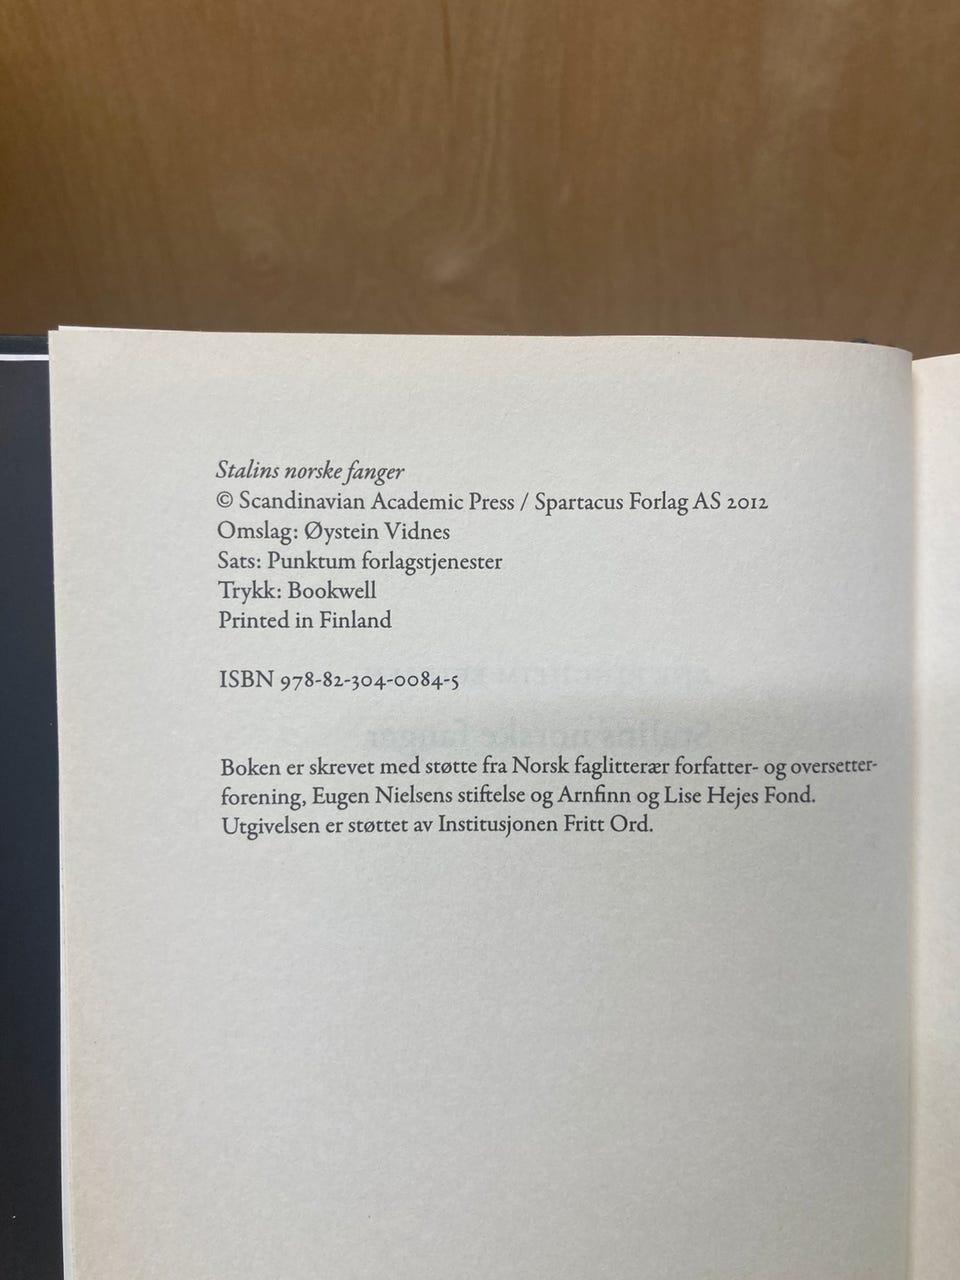 Stalins norske fanger
© Scandinavian Academic Press / Spartacus Forlag AS 2012
Omslag: Øystein Vidnes
Sats: Punktum forlagstjenester
Trykk: Bookwell
Printed in Finland
ISBN 978-82-304-0084-5
Boken er skrevet med støtte fra Norsk faglitterær forfatter- og oversetter-
forening, Eugen Nielsens stiftelse og Arnfinn og Lise Hejes Fond.
Utgivelsen er støttet av Institusjonen Fritt Ord.